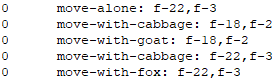 0 move-alone: f-22,f-3
0 move-with-cabbage: f-18,f-2
0 move-with-goat: f-18,f-2
0 move-with-cabbage: f-22,f-3
0 move-with-fox: f-22,f-3